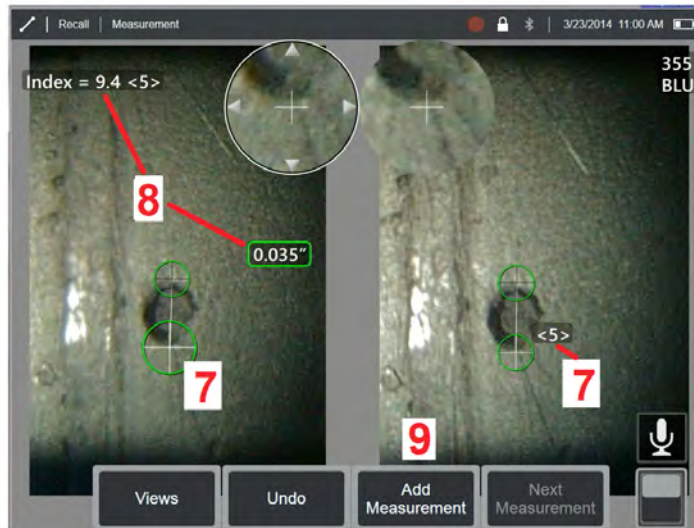 Recall | Measurement
3/23/2014 11:00 AM
Index = 9.4 <5>
355
BLU
8
0.035"
<5>
7
7
9
Views
Undo
Add
Measurement
Next
Measurement